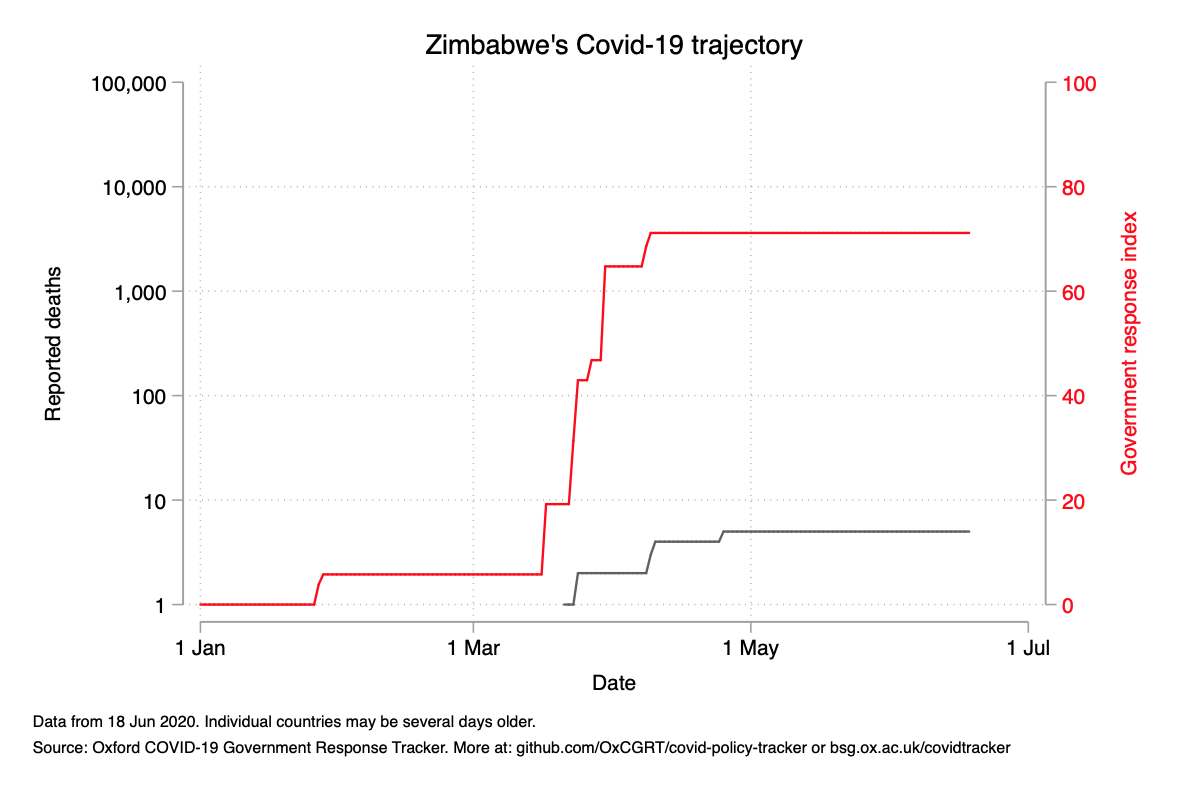 Zimbabwe's Covid-19 trajectory
100,000
10,000
1,000
100
10
1
Reported deaths
100
80
60
40
20
0
Government response index
1 Jan
1 Mar
1 May
1 Jul
Date
Data from 18 Jun 2020. Individual countries may be several days older.
Source: Oxford COVID-19 Government Response Tracker. More at: github.com/OxCGRT/covid-policy-tracker or bsg.ox.ac.uk/covidtracker